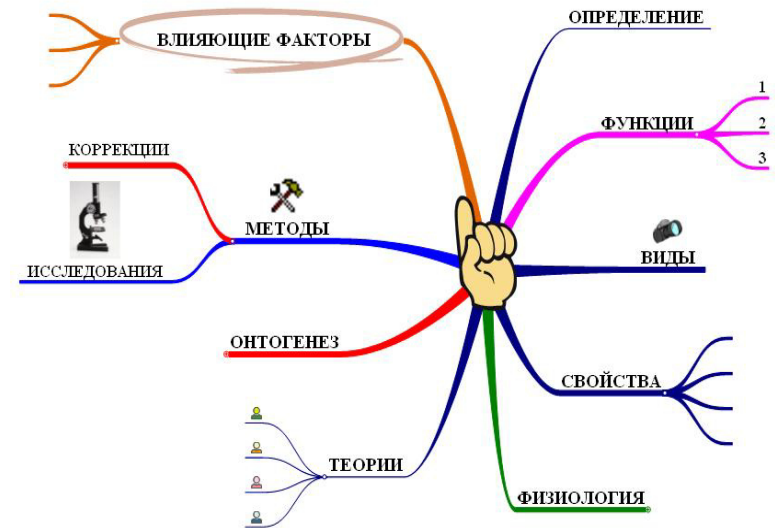 ВЛИЯЮЩИЕ ФАКТОРЫ
ОПРЕДЕЛЕНИЕ
ФУНКЦИИ
1
2
3
КОРРЕКЦИИ
МЕТОДЫ
ИССЛЕДОВАНИЯ
ВИДЫ
ОНТОГЕНЕЗ
СВОЙСТВА
ТЕОРИИ
ФИЗИОЛОГИЯ